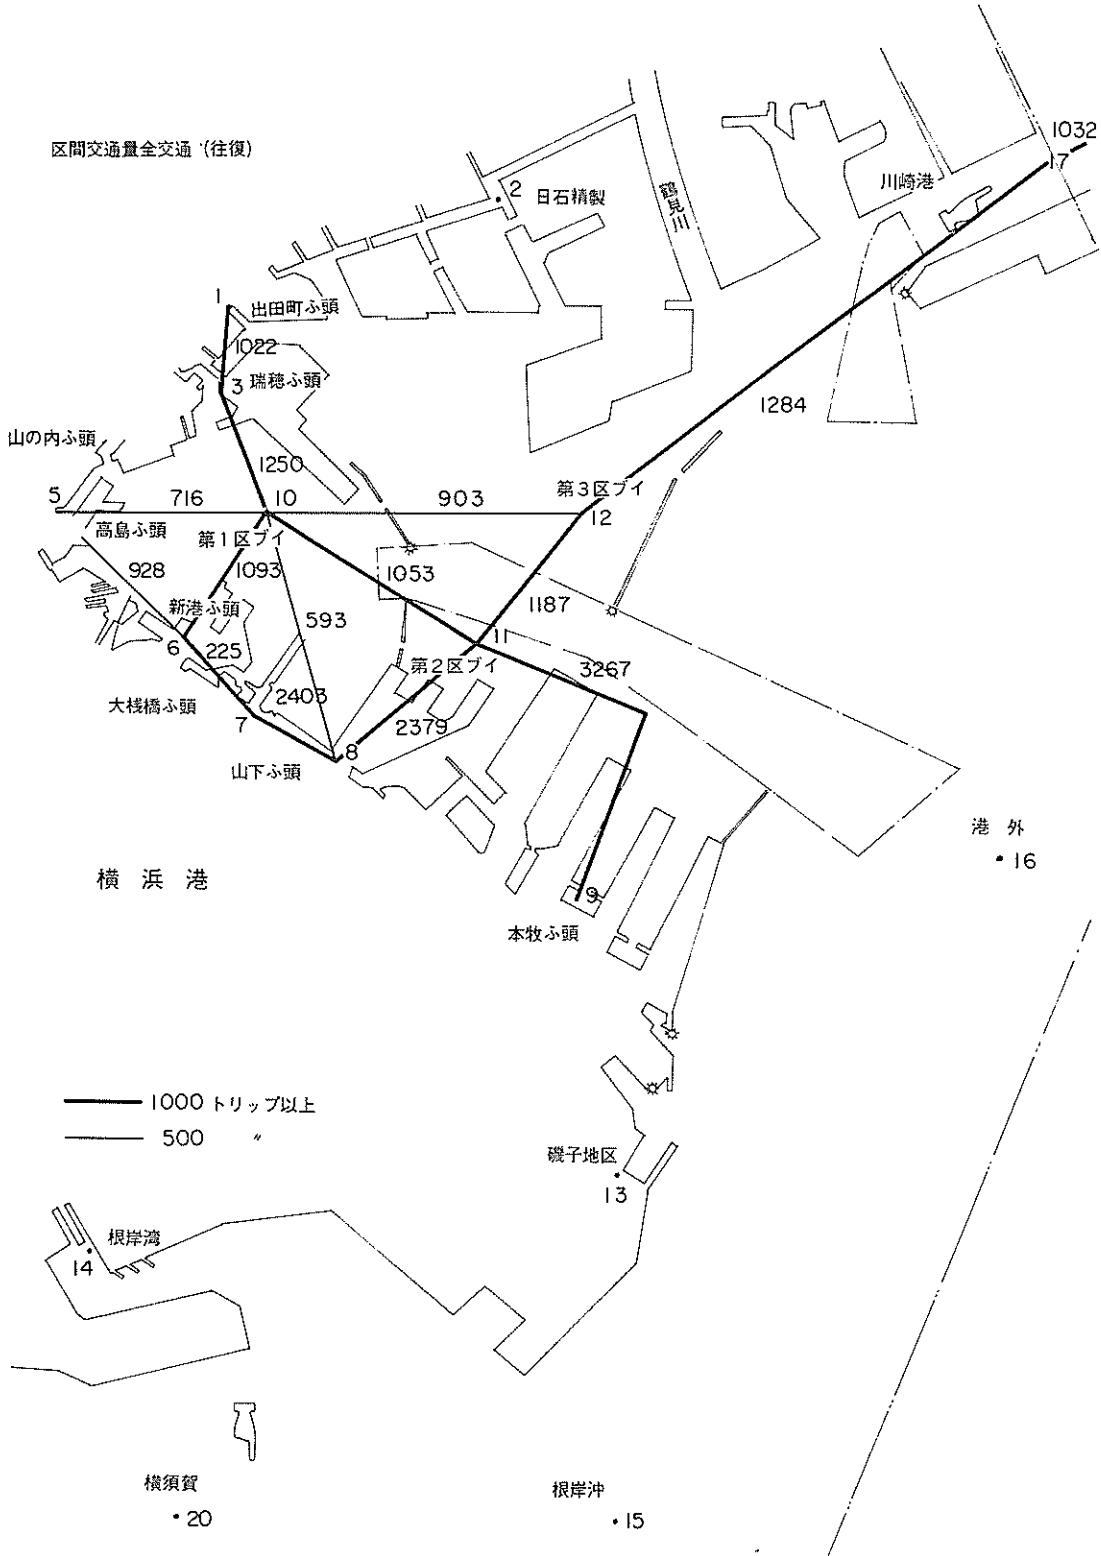 1032
17
区間交通量全交通 (往復)
川崎港
2
日石精製
鶴見川
1
出田町ふ頭
1022
3
瑞穂ふ頭
1284
山の内ふ頭
1250
5
716
10
903
第3区ブイ
12
高島ふ頭
第1区ブイ
928
1093
1053
1187
新港ふ頭
593
11
6
225
第2区ブイ
3267
大桟橋ふ頭
2403
7
2379
8
山下ふ頭
港 外
16
横 浜 港
9
本牧ふ頭
1000 トリップ以上
500 〃
磯子地区
13
根岸湾
14
横須賀
20
根岸沖
15